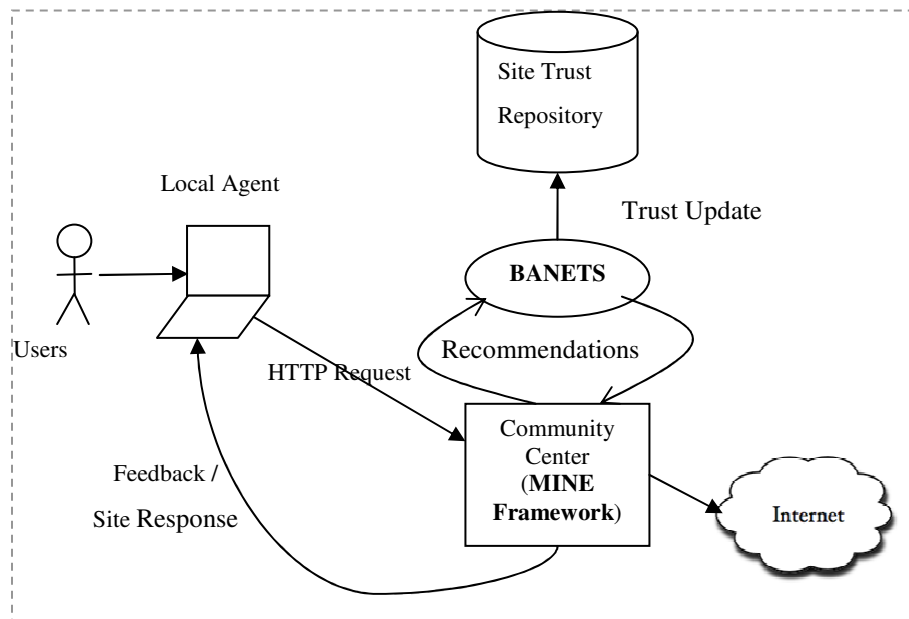 Site Trust
Repository
Local Agent
Trust Update
BANETS
Users
Recommendations
HTTP Request
Community
Center
(MINE
Framework)
Feedback /
Site Response
Internet